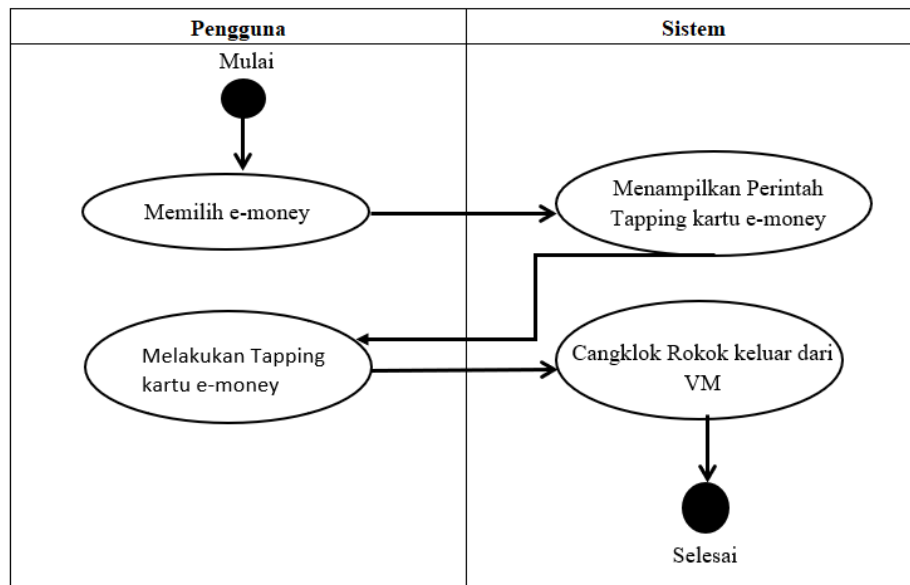 Pengguna
Sistem
Mulai
Memilih e-money
Menampilkan Perintah
Tapping kartu e-money
Melakukan Tapping
kartu e-money
Cangklok Rokok keluar dari
VM
Selesai